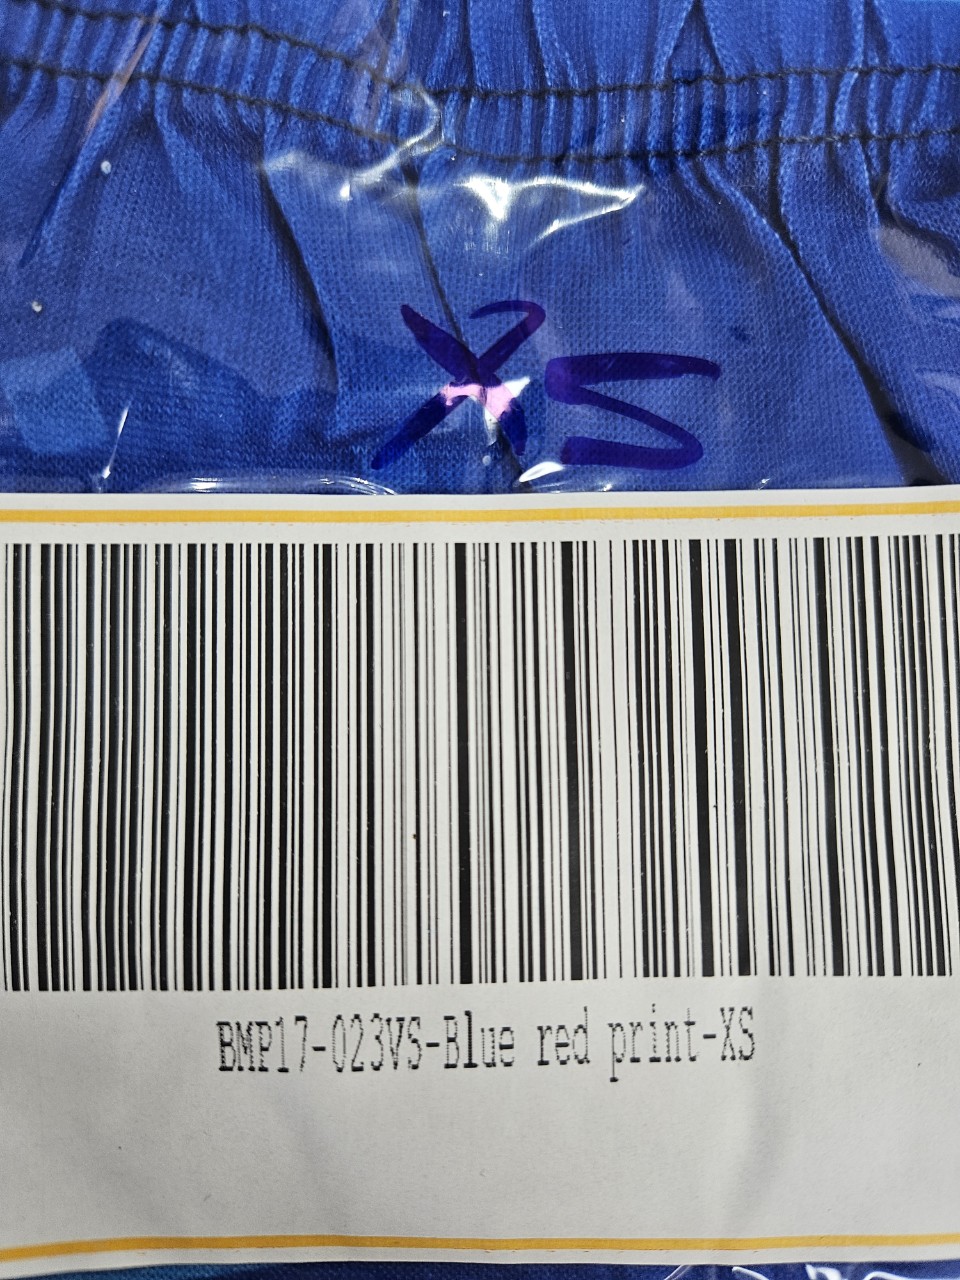 XS
BMP17-023VS-Blue red print-XS